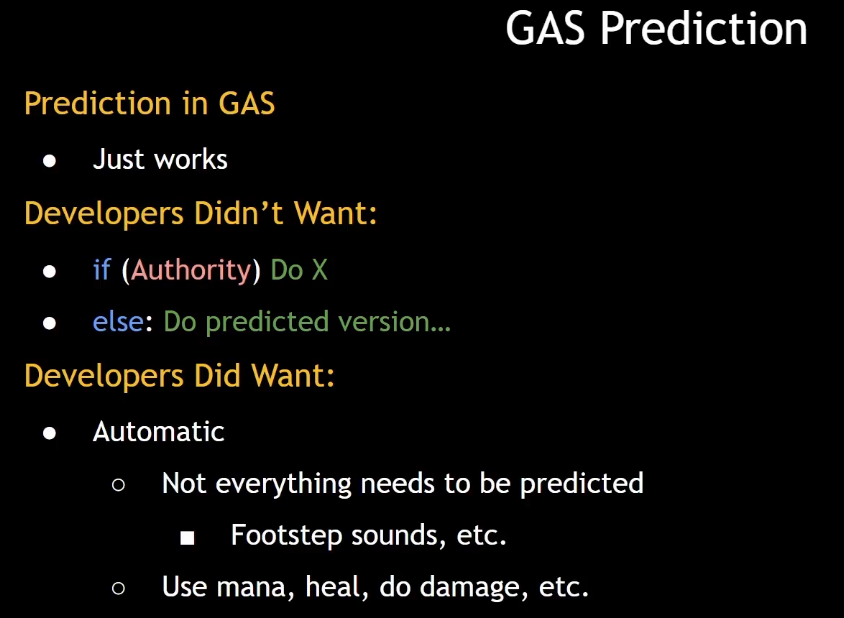 GAS Prediction
Prediction in GAS
● Just works
Developers Didn’t Want:
● if (Authority) Do X
● else: Do predicted version…
Developers Did Want:
● Automatic
○ Not everything needs to be predicted
■ Footstep sounds, etc.
○ Use mana, heal, do damage, etc.